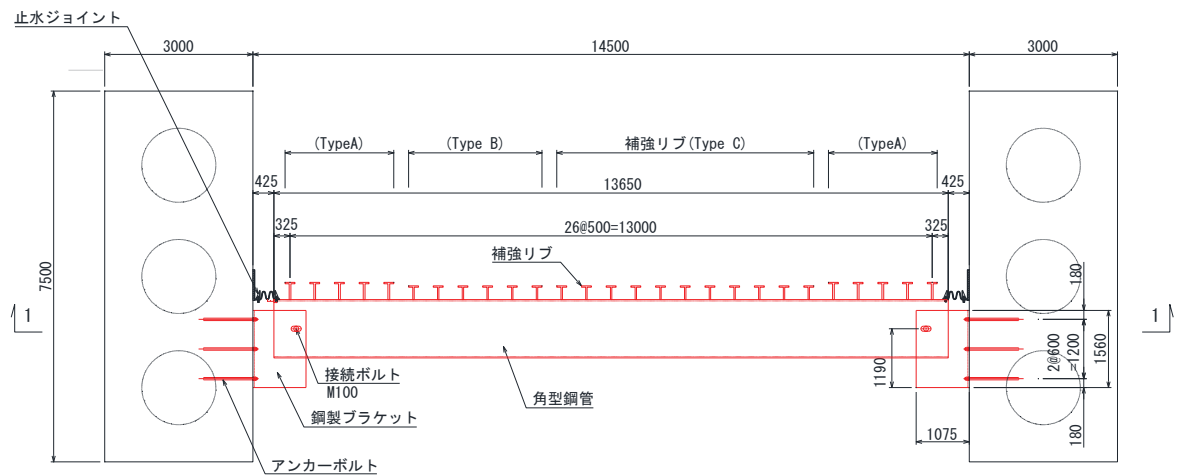 止水ジョイント
3000
14500
3000
(TypeA)
(Type B)
補強リブ(Type C)
(TypeA)
425
13650
425
325
26@500=13000
325
補強リブ
7500
180
1
1
2@600
=1200
1560
1190
接続ボルト
M100
角型鋼管
鋼製ブラケット
1075
180
アンカーボルト